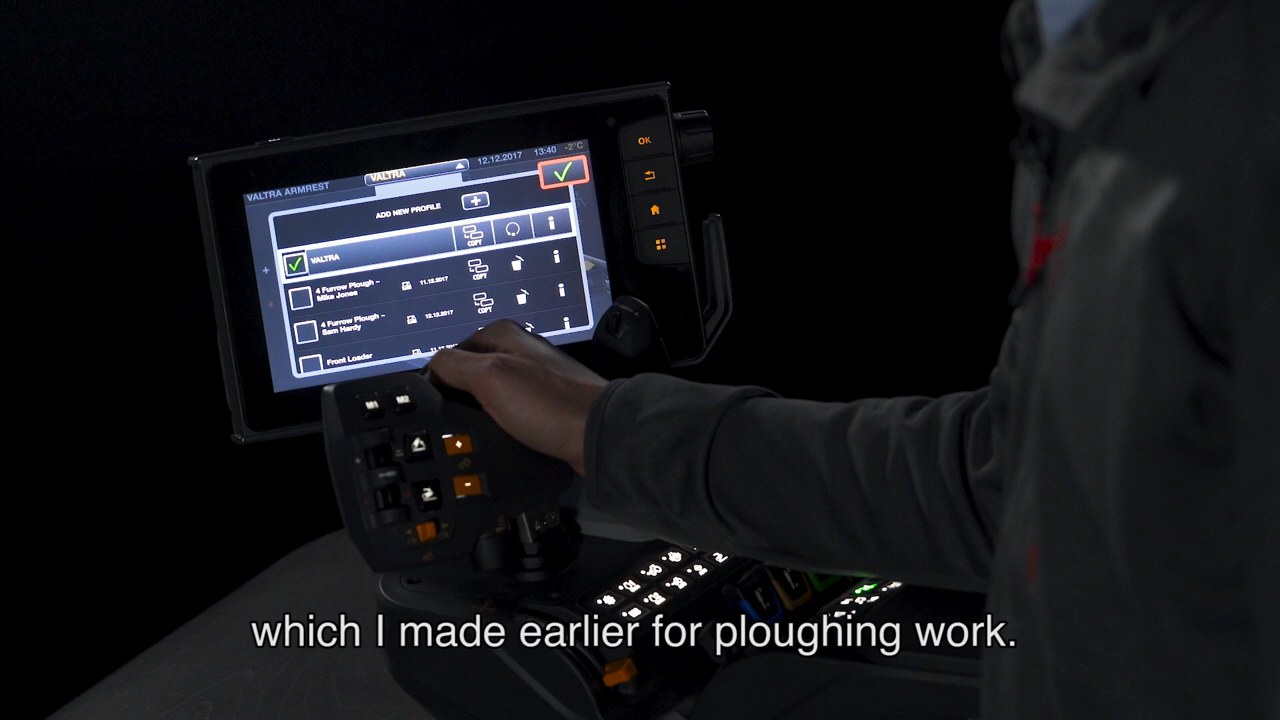 VALTRA ARMREST
VALTRA
12.12.2017
13:40
-2°C
OK
ADD NEW PROFILE
VALTRA
COPY
i
4 Furrow Plough –
Mike Jones
11.12.2017
COPY
i
4 Furrow Plough –
Sam Hardy
12.12.2017
COPY
i
Front Loader
i
M1
M2
+
-
which I made earlier for ploughing work.